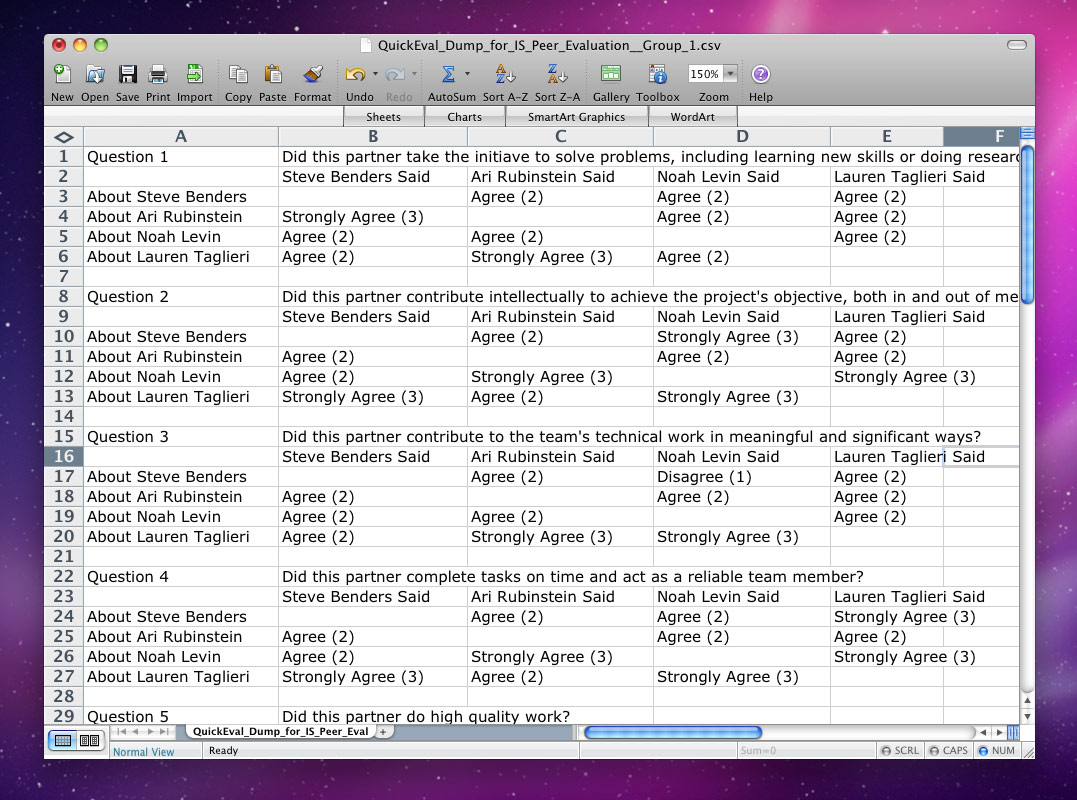 QuickEval_Dump_for_IS_Peer_Evaluation__Group_1.csv
New Open Save Print Import Copy Paste Format Undo Redo AutoSum Sort A-Z Sort Z-A Gallery Toolbox 150% Zoom Help
Sheets Charts SmartArt Graphics WordArt
A B C D E F
1 Question 1 Did this partner take the initiave to solve problems, including learning new skills or doing researc
2 Steve Benders Said Ari Rubinstein Said Noah Levin Said Lauren Taglieri Said
3 About Steve Benders Agree (2) Agree (2) Agree (2)
4 About Ari Rubinstein Strongly Agree (3) Agree (2) Agree (2)
5 About Noah Levin Agree (2) Agree (2) Agree (2)
6 About Lauren Taglieri Agree (2) Strongly Agree (3) Agree (2)
7
8 Question 2 Did this partner contribute intellectually to achieve the project's objective, both in and out of me
9 Steve Benders Said Ari Rubinstein Said Noah Levin Said Lauren Taglieri Said
10 About Steve Benders Agree (2) Strongly Agree (3) Agree (2)
11 About Ari Rubinstein Agree (2) Agree (2) Agree (2)
12 About Noah Levin Agree (2) Strongly Agree (3) Strongly Agree (3)
13 About Lauren Taglieri Strongly Agree (3) Agree (2) Strongly Agree (3)
14
15 Question 3 Did this partner contribute to the team's technical work in meaningful and significant ways?
16 Steve Benders Said Ari Rubinstein Said Noah Levin Said Lauren Taglieri Said
17 About Steve Benders Agree (2) Disagree (1) Agree (2)
18 About Ari Rubinstein Agree (2) Agree (2) Agree (2)
19 About Noah Levin Agree (2) Agree (2) Agree (2)
20 About Lauren Taglieri Agree (2) Strongly Agree (3) Strongly Agree (3)
21
22 Question 4 Did this partner complete tasks on time and act as a reliable team member?
23 Steve Benders Said Ari Rubinstein Said Noah Levin Said Lauren Taglieri Said
24 About Steve Benders Agree (2) Agree (2) Strongly Agree (3)
25 About Ari Rubinstein Agree (2) Agree (2) Agree (2)
26 About Noah Levin Agree (2) Strongly Agree (3) Strongly Agree (3)
27 About Lauren Taglieri Strongly Agree (3) Agree (2) Strongly Agree (3)
28
29 Question 5 Did this partner do high quality work?
QuickEval_Dump_for_IS_Peer_Eval +
Normal View Ready Sum=0 SCRL CAPS NUM